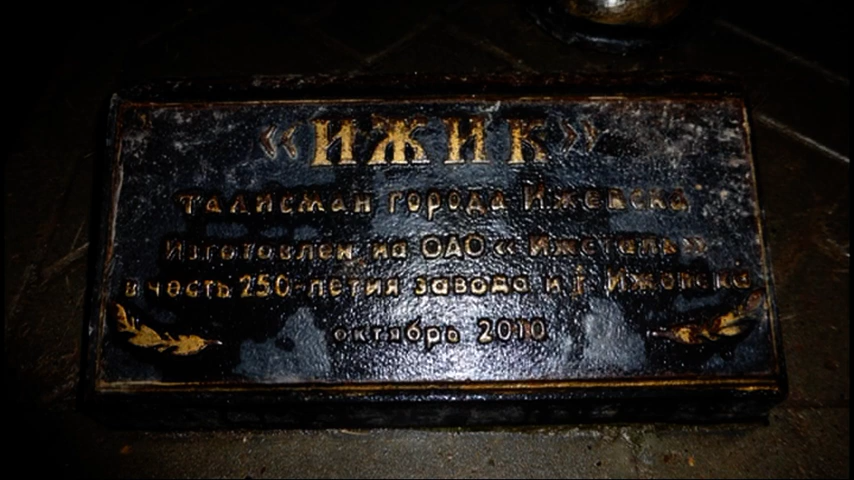 «ИЖИК»
талисман города Ижевска
Изготовлен на ОАО «Ижсталь»
в честь 250-летия завода и г. Ижевска
октябрь 2010